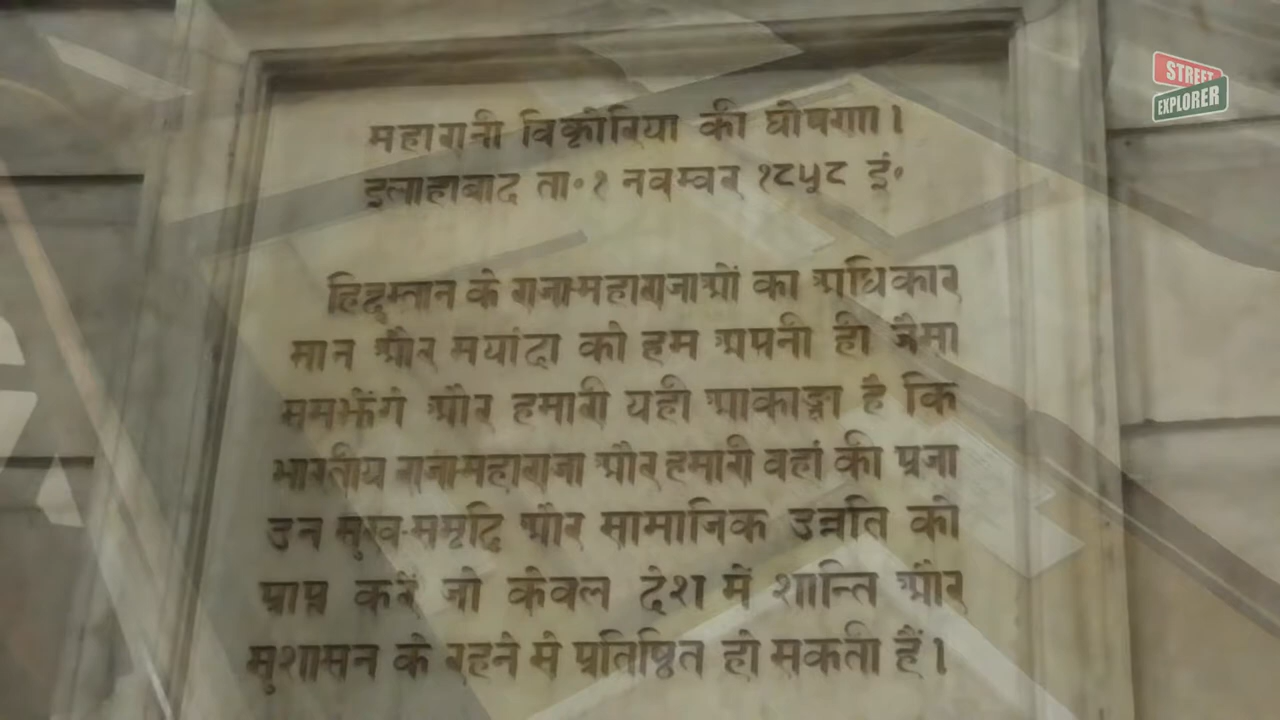 महारानी विक्टोरिया की घोषणा।
इलाहाबाद ता॰ १ नवम्बर १८५८ ई॰
हिंदुस्तान के राजा-महाराजाओं का अधिकार
मान और मर्यादा को हम अपनी ही जैसा
समझेंगे और हमारी यही आकाङ्क्षा है कि
भारतीय राजा-महाराजा और हमारी वहां की प्रजा
उन सुख-समृद्धि और सामाजिक उन्नति को
प्राप्त करें जो केवल देश में शान्ति और
सुशासन के रहने से प्रतिष्ठित हो सकती हैं।
STREET
EXPLORER